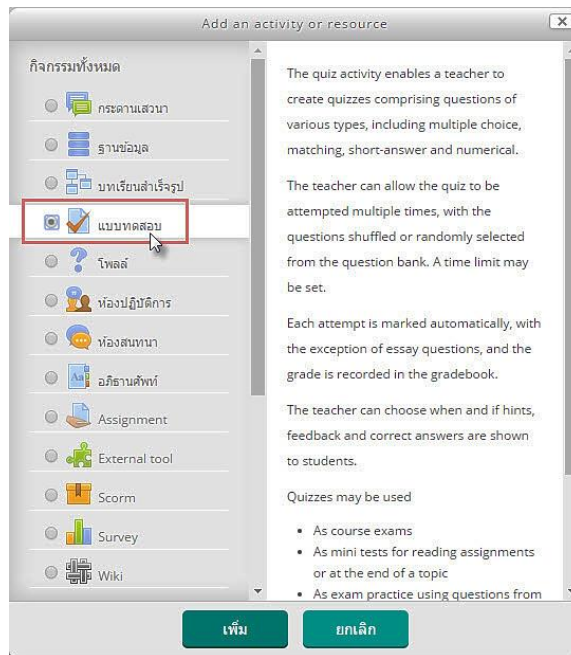 Add an activity or resource
กิจกรรมทั้งหมด
กระดานเสวนา
ฐานข้อมูล
บทเรียนสำเร็จรูป
แบบทดสอบ
โพลล์
ห้องปฏิบัติการ
ห้องสนทนา
อภิธานศัพท์
Assignment
External tool
Scorm
Survey
Wiki
The quiz activity enables a teacher to
create quizzes comprising questions of
various types, including multiple choice,
matching, short-answer and numerical.
The teacher can allow the quiz to be
attempted multiple times, with the
questions shuffled or randomly selected
from the question bank. A time limit may
be set.
Each attempt is marked automatically, with
the exception of essay questions, and the
grade is recorded in the gradebook.
The teacher can choose when and if hints,
feedback and correct answers are shown
to students.
Quizzes may be used
• As course exams
• As mini tests for reading assignments
or at the end of a topic
• As exam practice using questions from
เพิ่ม
ยกเลิก